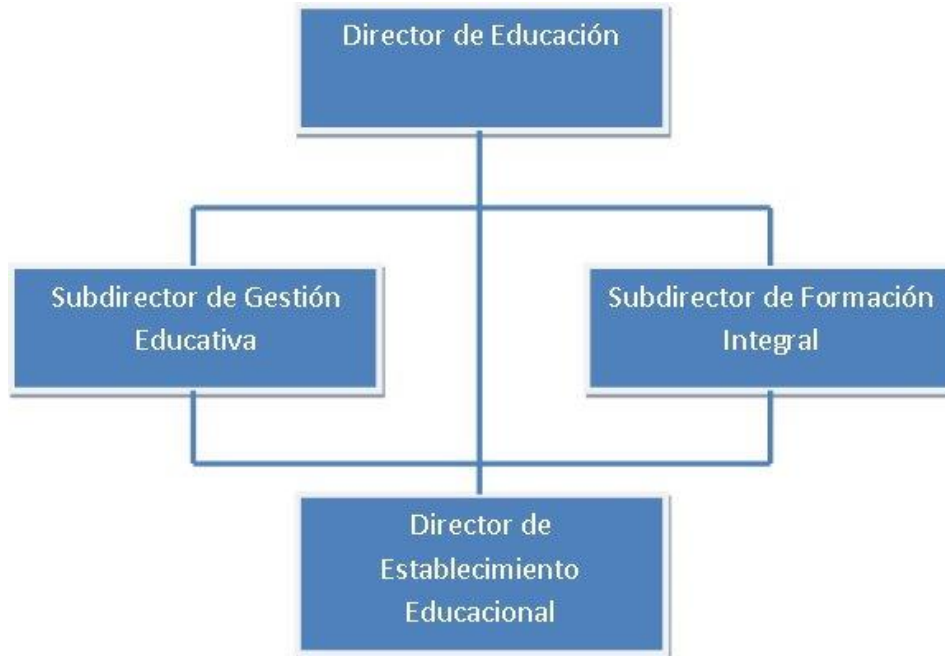 Director de Educación
Subdirector de Gestión
Educativa
Subdirector de Formación
Integral
Director de
Establecimiento
Educacional